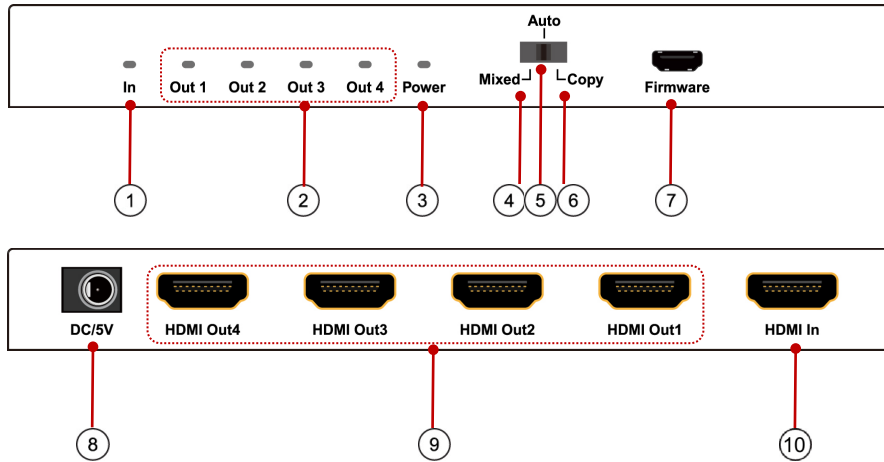 Auto
Mixed Copy
In Out 1 Out 2 Out 3 Out 4 Power Firmware
1 2 3 4 5 6 7
DC/5V HDMI Out4 HDMI Out3 HDMI Out2 HDMI Out1 HDMI In
8 9 10